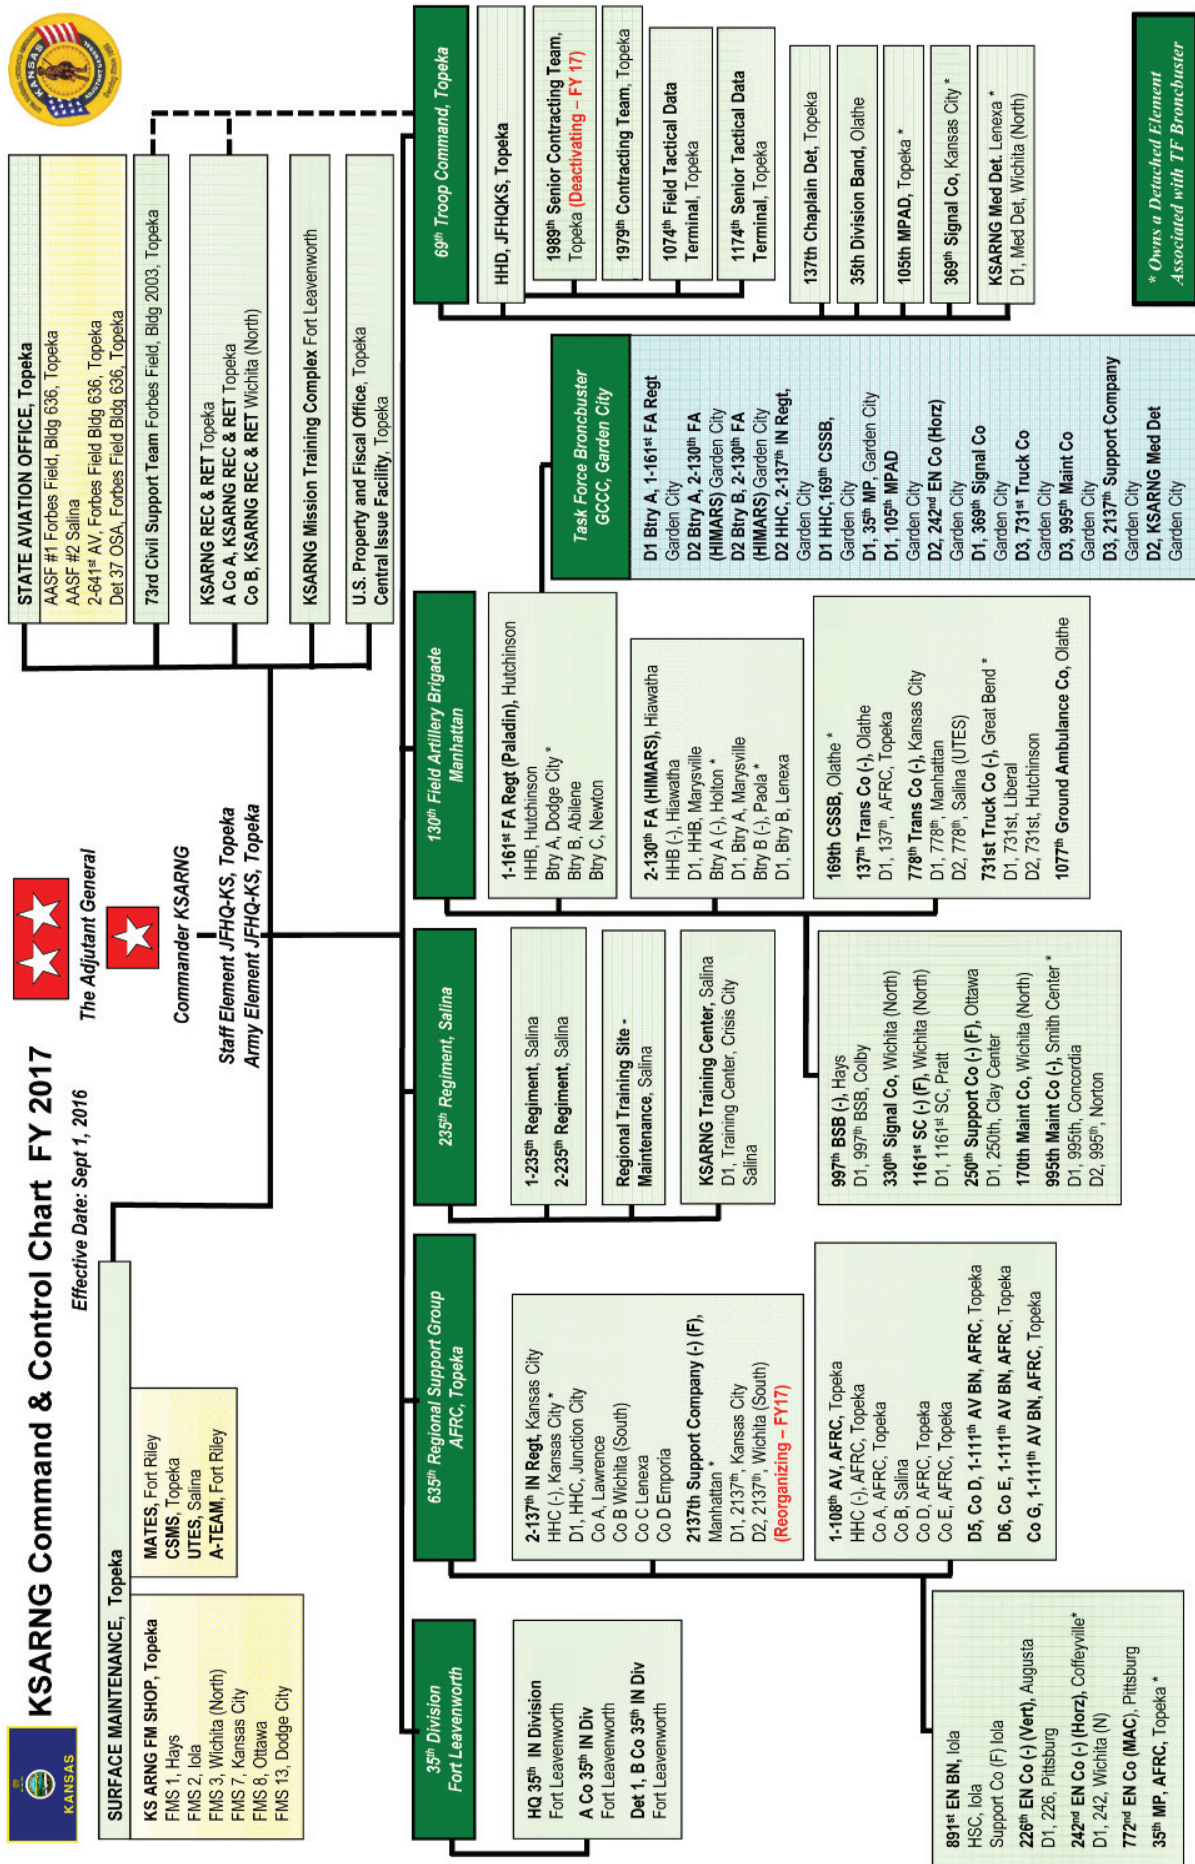 KANSAS
KSARNG Command & Control Chart FY 2017
Effective Date: Sept 1, 2016
The Adjutant General
Commander KSARNG
Staff Element JFHQ-KS, Topeka
Army Element JFHQ-KS, Topeka
KANSAS
SURFACE MAINTENANCE, Topeka
KS ARNG FM SHOP, Topeka
FMS 1, Hays
FMS 2, Iola
FMS 3, Wichita (North)
FMS 7, Kansas City
FMS 8, Ottawa
FMS 13, Dodge City
MATES, Fort Riley
CSMS, Topeka
UTES, Salina
A-TEAM, Fort Riley
STATE AVIATION OFFICE, Topeka
AASF #1 Forbes Field, Bldg 636, Topeka
AASF #2 Salina
2-641st AV, Forbes Field Bldg 636, Topeka
Det 37 OSA, Forbes Field Bldg 636, Topeka
73rd Civil Support Team Forbes Field, Bldg 2003, Topeka
KSARNG REC & RET Topeka
A Co A, KSARNG REC & RET Topeka
Co B, KSARNG REC & RET Wichita (North)
KSARNG Mission Training Complex Fort Leavenworth
U.S. Property and Fiscal Office, Topeka
Central Issue Facility, Topeka
35th Division
Fort Leavenworth
HQ 35th IN Division
Fort Leavenworth
A Co 35th IN Div
Fort Leavenworth
Det 1, B Co 35th IN Div
Fort Leavenworth
635th Regional Support Group
AFRC, Topeka
2-137th IN Regt, Kansas City
HHC (-), Kansas City *
D1, HHC, Junction City
Co A, Lawrence
Co B Wichita (South)
Co C Lenexa
Co D Emporia
2137th Support Company (-) (F),
Manhattan *
D1, 2137th, Kansas City
D2, 2137th, Wichita (South)
(Reorganizing – FY17)
1-108th AV, AFRC, Topeka
HHC (-), AFRC, Topeka
Co A, AFRC, Topeka
Co B, Salina
Co D, AFRC, Topeka
Co E, AFRC, Topeka
D5, Co D, 1-111th AV BN, AFRC, Topeka
D6, Co E, 1-111th AV BN, AFRC, Topeka
Co G, 1-111th AV BN, AFRC, Topeka
891st EN BN, Iola
HSC, Iola
Support Co (F) Iola
226th EN Co (-) (Vert), Augusta
D1, 226, Pittsburg
242nd EN Co (-) (Horz), Coffeyville*
D1, 242, Wichita (N)
772nd EN Co (MAC), Pittsburg
35th MP, AFRC, Topeka *
235th Regiment, Salina
1-235th Regiment, Salina
2-235th Regiment, Salina
Regional Training Site -
Maintenance, Salina
KSARNG Training Center, Salina
D1, Training Center, Crisis City
Salina
130th Field Artillery Brigade
Manhattan
1-161st FA Regt (Paladin), Hutchinson
HHB, Hutchinson
Btry A, Dodge City *
Btry B, Abilene
Btry C, Newton
2-130th FA (HIMARS), Hiawatha
HHB (-), Hiawatha
D1, HHB, Marysville
Btry A (-), Holton *
D1, Btry A, Marysville
Btry B (-), Paola *
D1, Btry B, Lenexa
169th CSSB, Olathe *
137th Trans Co (-), Olathe
D1, 137th, AFRC, Topeka
778th Trans Co (-), Kansas City
D1, 778th, Manhattan
D2, 778th, Salina (UTES)
731st Truck Co (-), Great Bend *
D1, 731st, Liberal
D2, 731st, Hutchinson
1077th Ground Ambulance Co, Olathe
997th BSB (-), Hays
D1, 997th BSB, Colby
330th Signal Co, Wichita (North)
1161st SC (-) (F), Wichita (North)
D1, 1161st SC, Pratt
250th Support Co (-) (F), Ottawa
D1, 250th, Clay Center
170th Maint Co, Wichita (North)
995th Maint Co (-), Smith Center *
D1, 995th, Concordia
D2, 995th, Norton
Task Force Broncbuster
GCCC, Garden City
D1 Btry A, 1-161st FA Regt
Garden City
D2 Btry A, 2-130th FA
(HIMARS) Garden City
D2 Btry B, 2-130th FA
(HIMARS) Garden City
D2 HHC, 2-137th IN Regt,
Garden City
D1 HHC,169th CSSB,
Garden City
D1, 35th MP, Garden City
D1, 105th MPAD
Garden City
D2, 242nd EN Co (Horz)
Garden City
D1, 369th Signal Co
Garden City
D3, 731st Truck Co
Garden City
D3, 995th Maint Co
Garden City
D3, 2137th Support Company
Garden City
D2, KSARNG Med Det
Garden City
69th Troop Command, Topeka
HHD, JFHQKS, Topeka
1989th Senior Contracting Team,
Topeka (Deactivating – FY 17)
1979th Contracting Team, Topeka
1074th Field Tactical Data
Terminal, Topeka
1174th Senior Tactical Data
Terminal, Topeka
137th Chaplain Det, Topeka
35th Division Band, Olathe
105th MPAD, Topeka *
369th Signal Co, Kansas City *
KSARNG Med Det. Lenexa *
D1, Med Det, Wichita (North)
* Owns a Detached Element
Associated with TF Broncbuster